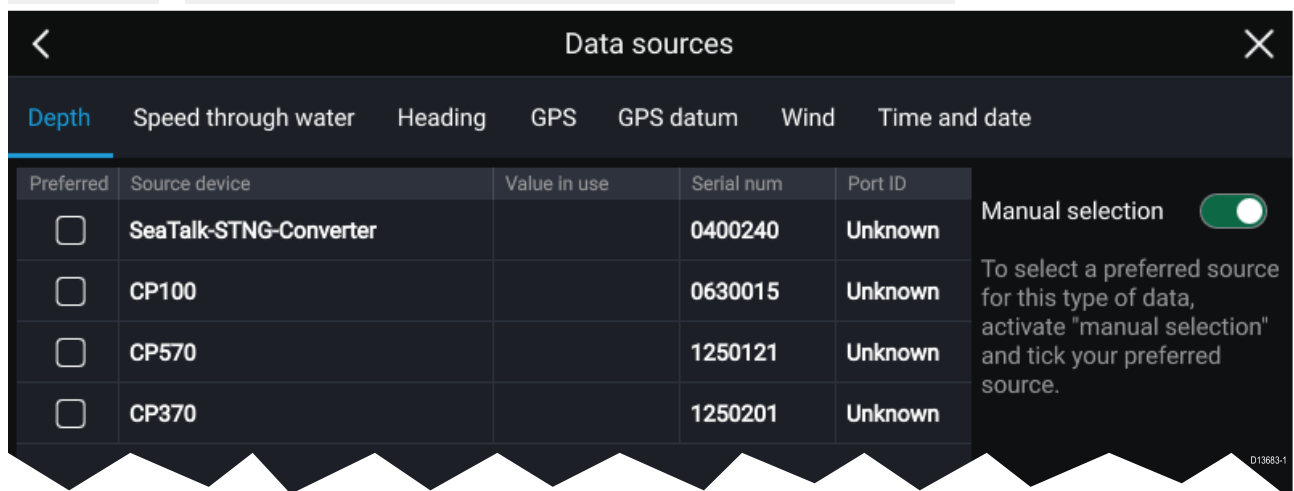 Data sources
Depth Speed through water Heading GPS GPS datum Wind Time and date
Preferred Source device Value in use Serial num Port ID
SeaTalk-STNG-Converter 0400240 Unknown
CP100 0630015 Unknown
CP570 1250121 Unknown
CP370 1250201 Unknown
Manual selection
To select a preferred source
for this type of data,
activate "manual selection"
and tick your preferred
source.
D13683-1